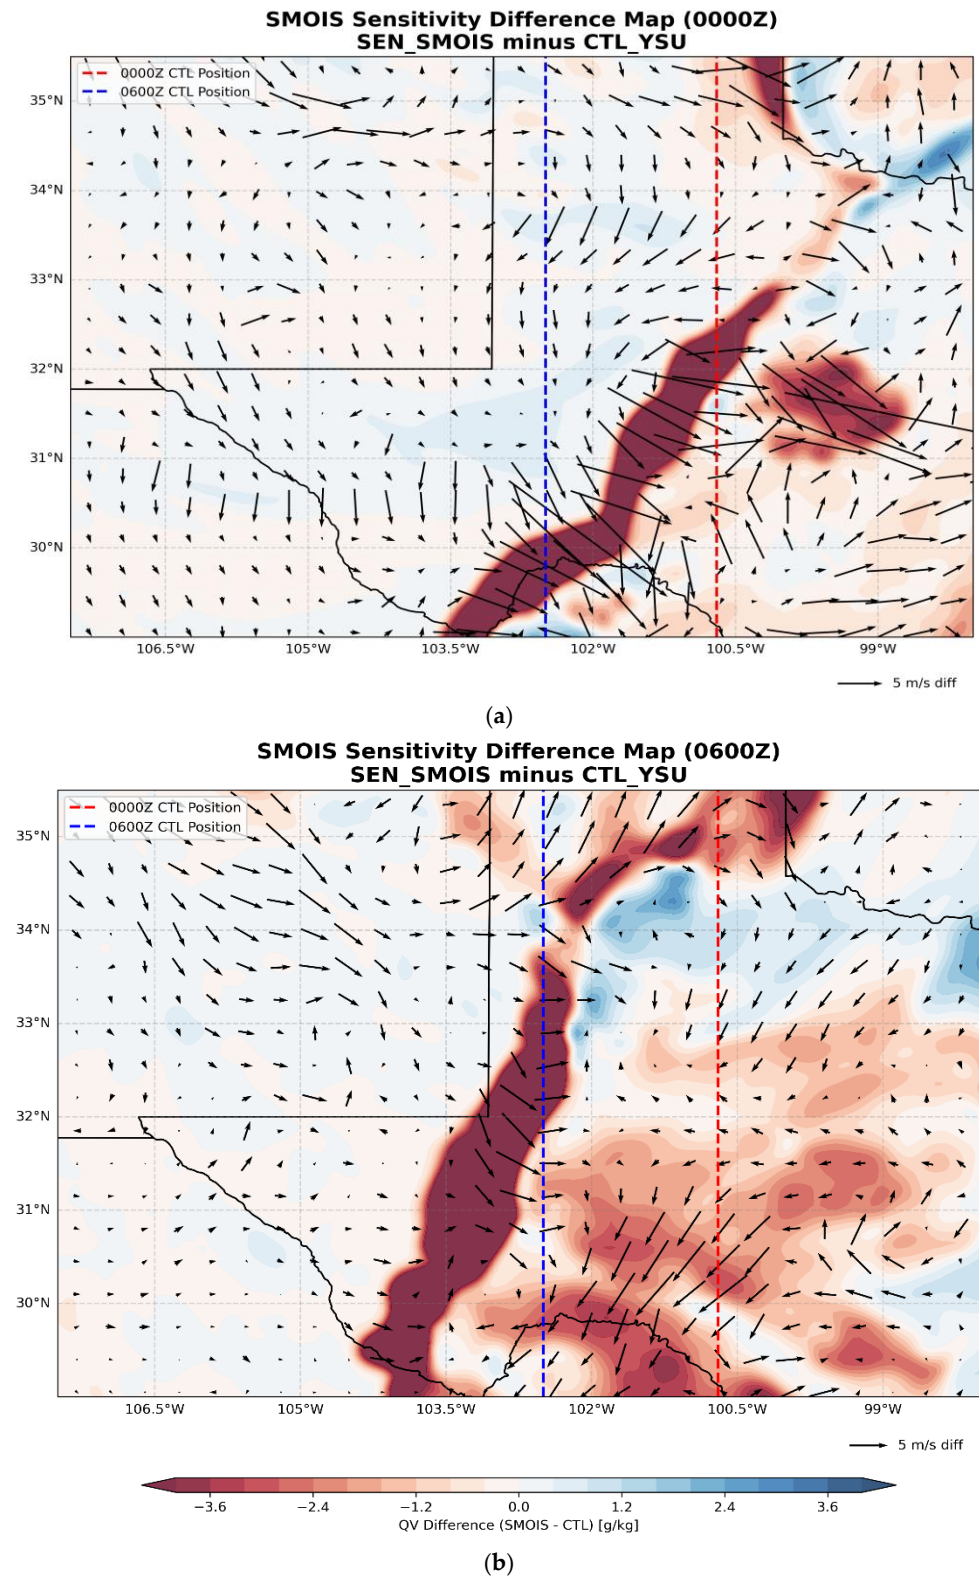 SMOIS Sensitivity Difference Map (0000Z)
SEN_SMOIS minus CTL_YSU
0000Z CTL Position
0600Z CTL Position
35°N
34°N
33°N
32°N
31°N
30°N
106.5°W 105°W 103.5°W 102°W 100.5°W 99°W
5 m/s diff
(a)
SMOIS Sensitivity Difference Map (0600Z)
SEN_SMOIS minus CTL_YSU
0000Z CTL Position
0600Z CTL Position
35°N
34°N
33°N
32°N
31°N
30°N
106.5°W 105°W 103.5°W 102°W 100.5°W 99°W
5 m/s diff
−3.6 −2.4 −1.2 0.0 1.2 2.4 3.6
QV Difference (SMOIS - CTL) [g/kg]
(b)